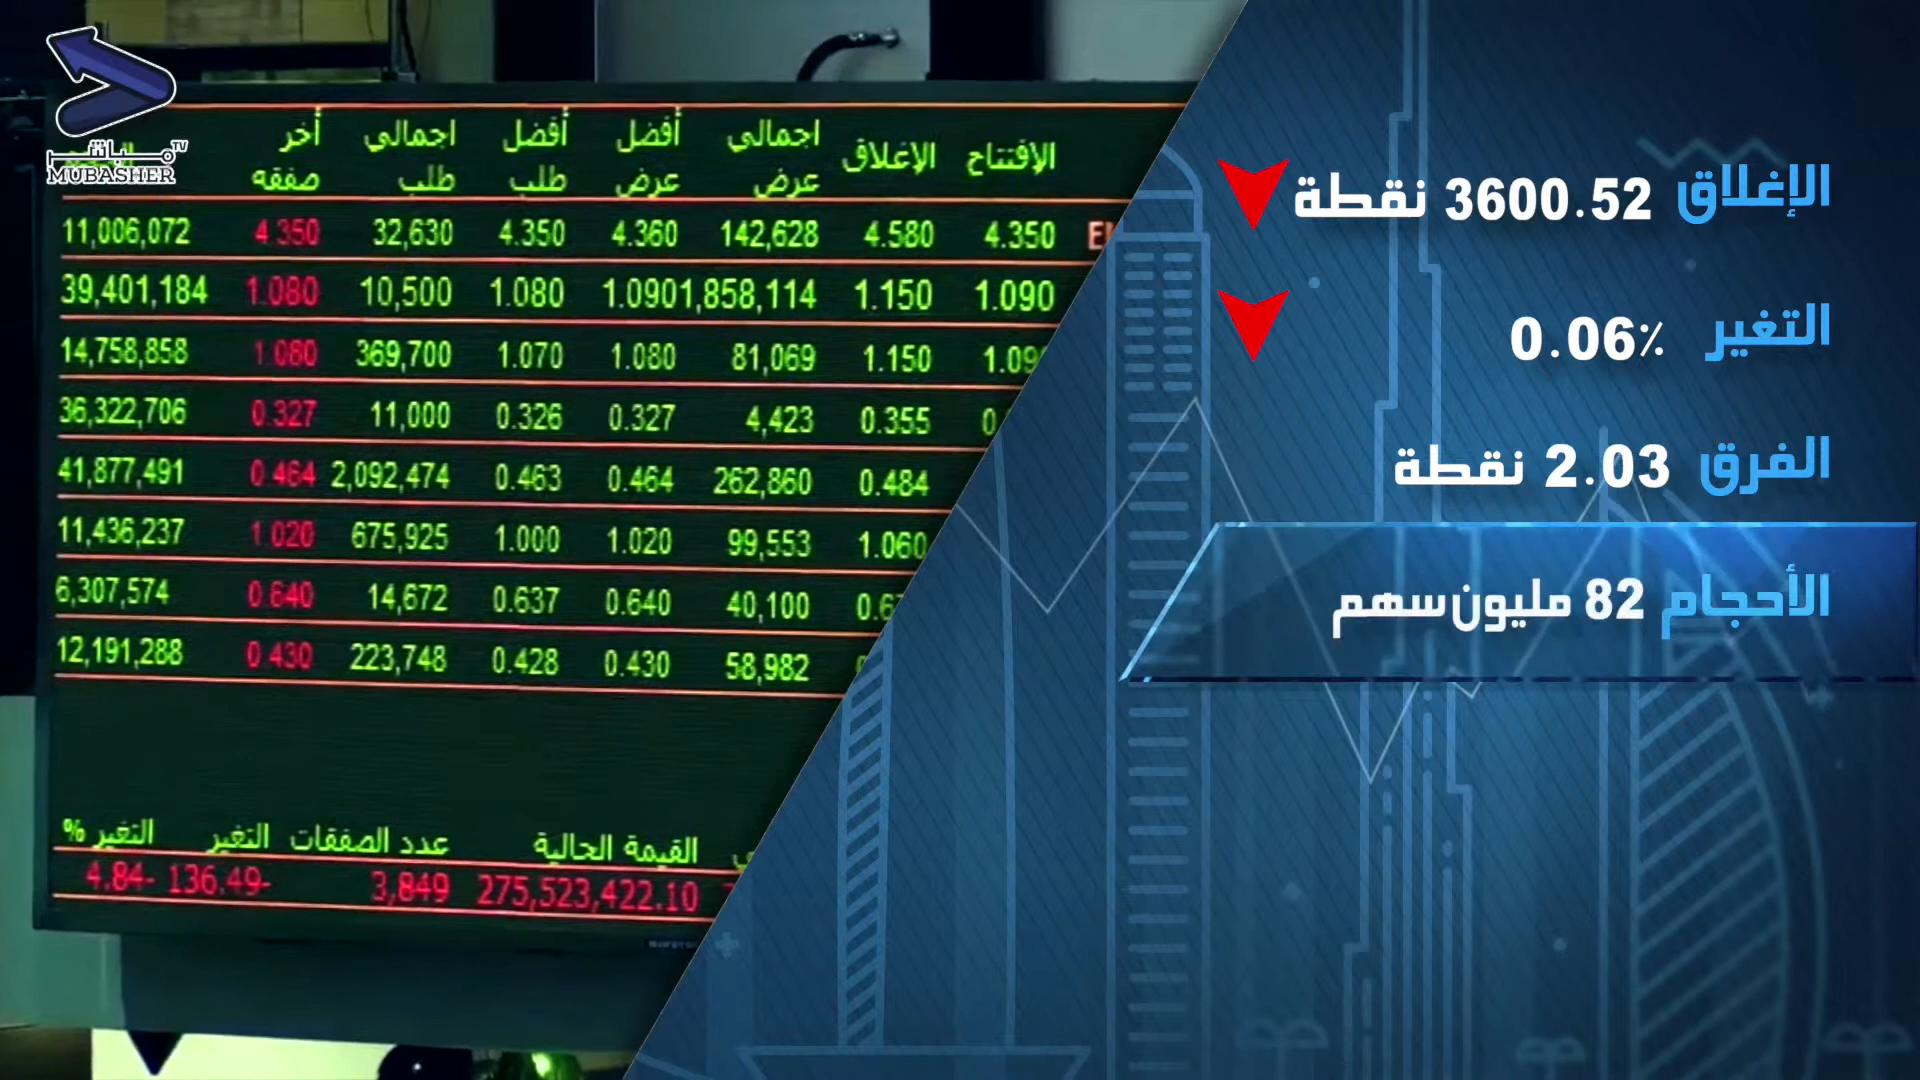 مباشر TV
MUBASHER
الإفتتاح الإغلاق اجمالي عرض أفضل عرض أفضل طلب اجمالي طلب أخر صفقه
4.350 4.580 142,628 4.360 4.350 32,630 4.350 11,006,072
1.090 1.150 1,858,114 1.090 1.080 10,500 1.080 39,401,184
1.150 81,069 1.080 1.070 369,700 1.080 14,758,858
0.355 4,423 0.327 0.326 11,000 0.327 36,322,706
0.484 262,860 0.464 0.463 2,092,474 0.464 41,877,491
1.060 99,553 1.020 1.000 675,925 1.020 11,436,237
40,100 0.640 0.637 14,672 0.640 6,307,574
58,982 0.430 0.428 223,748 0.430 12,191,288
القيمة الحالية عدد الصفقات التغير التغير %
275,523,422.10 3,849 136.49- 4.84-
الإغلاق 3600.52 نقطة
التغير 0.06٪
الفرق 2.03 نقطة
الأحجام 82 مليون سهم